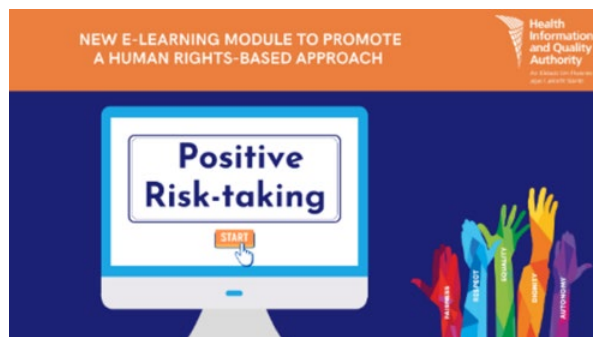 NEW E-LEARNING MODULE TO PROMOTE
A HUMAN RIGHTS-BASED APPROACH
Health
Information
and Quality
Authority
Positive
Risk-taking
START
FAIRNESS
RESPECT
EQUALITY
DIGNITY
AUTONOMY